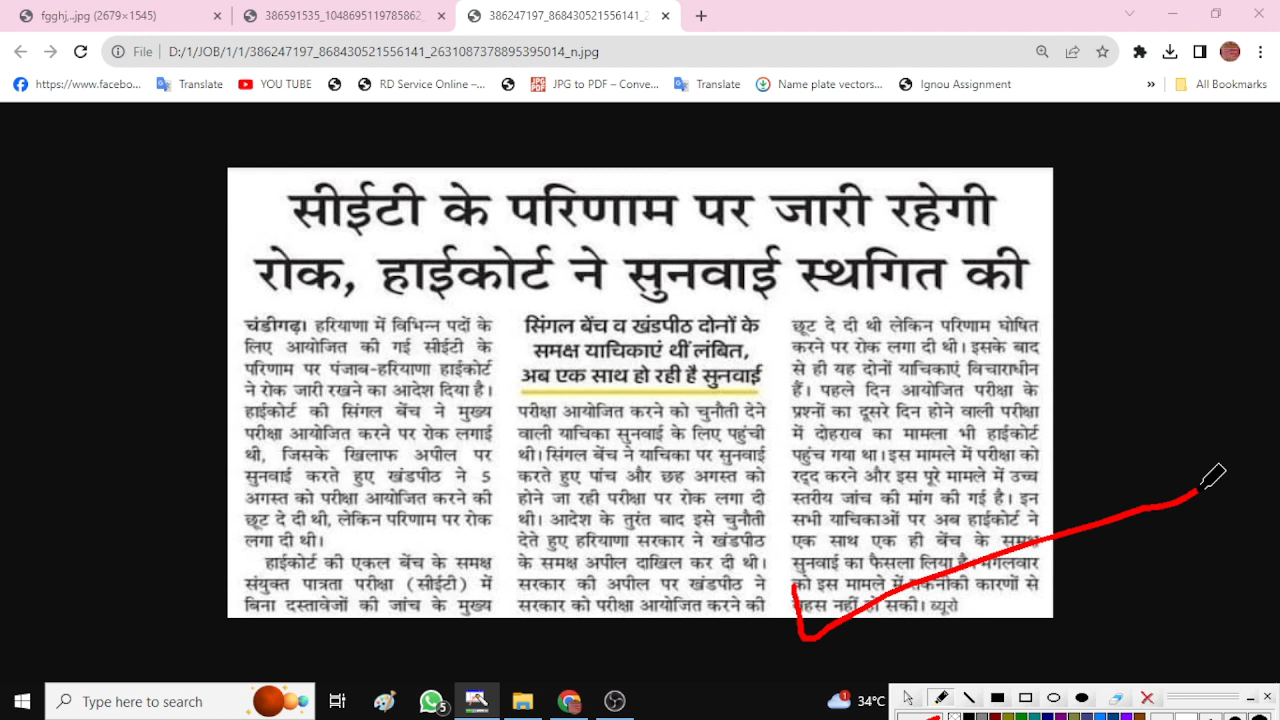 fgghj,..jpg (2679×1545)
386591535_1048695119785862_
386247197_868430521556141_2
File
D:/1/JOB/1/1/386247197_868430521556141_2631087378895395014_n.jpg
https://www.facebo...
Translate
YOU TUBE
RD Service Online –...
JPG to PDF – Conve...
Translate
Name plate vectors...
Ignou Assignment
»
All Bookmarks
सीईटी के परिणाम पर जारी रहेगी
रोक, हाईकोर्ट ने सुनवाई स्थगित की
चंडीगढ़। हरियाणा में विभिन्न पदों के
लिए आयोजित की गई सीईटी के
परिणाम पर पंजाब-हरियाणा हाईकोर्ट
ने रोक जारी रखने का आदेश दिया है।
हाईकोर्ट की सिंगल बेंच ने मुख्य
परीक्षा आयोजित करने पर रोक लगाई
थी, जिसके खिलाफ अपील पर
सुनवाई करते हुए खंडपीठ ने 5
अगस्त को परीक्षा आयोजित करने की
छूट दे दी थी, लेकिन परिणाम पर रोक
लगा दी थी।
हाईकोर्ट की एकल बेंच के समक्ष
संयुक्त पात्रता परीक्षा (सीईटी) में
बिना दस्तावेजों की जांच के मुख्य
सिंगल बेंच व खंडपीठ दोनों के
समक्ष याचिकाएं थीं लंबित,
अब एक साथ हो रही है सुनवाई
परीक्षा आयोजित करने को चुनौती देने
वाली याचिका सुनवाई के लिए पहुंची
थी। सिंगल बेंच ने याचिका पर सुनवाई
करते हुए पांच और छह अगस्त को
होने जा रही परीक्षा पर रोक लगा दी
थी। आदेश के तुरंत बाद इसे चुनौती
देते हुए हरियाणा सरकार ने खंडपीठ
के समक्ष अपील दाखिल कर दी थी।
सरकार की अपील पर खंडपीठ ने
सरकार को परीक्षा आयोजित करने की
छूट दे दी थी लेकिन परिणाम घोषित
करने पर रोक लगा दी थी। इसके बाद
से ही यह दोनों याचिकाएं विचाराधीन
हैं। पहले दिन आयोजित परीक्षा के
प्रश्नों का दूसरे दिन होने वाली परीक्षा
में दोहराव का मामला भी हाईकोर्ट
पहुंच गया था। इस मामले में परीक्षा को
रद्द करने और इस पूरे मामले में उच्च
स्तरीय जांच की मांग की गई है। इन
सभी याचिकाओं पर अब हाईकोर्ट ने
एक साथ एक ही बेंच के समक्ष
सुनवाई का फैसला लिया है। मंगलवार
को इस मामले में तकनीकी कारणों से
बहस नहीं हो सकी। ब्यूरो
Type here to search
5
1
34°C